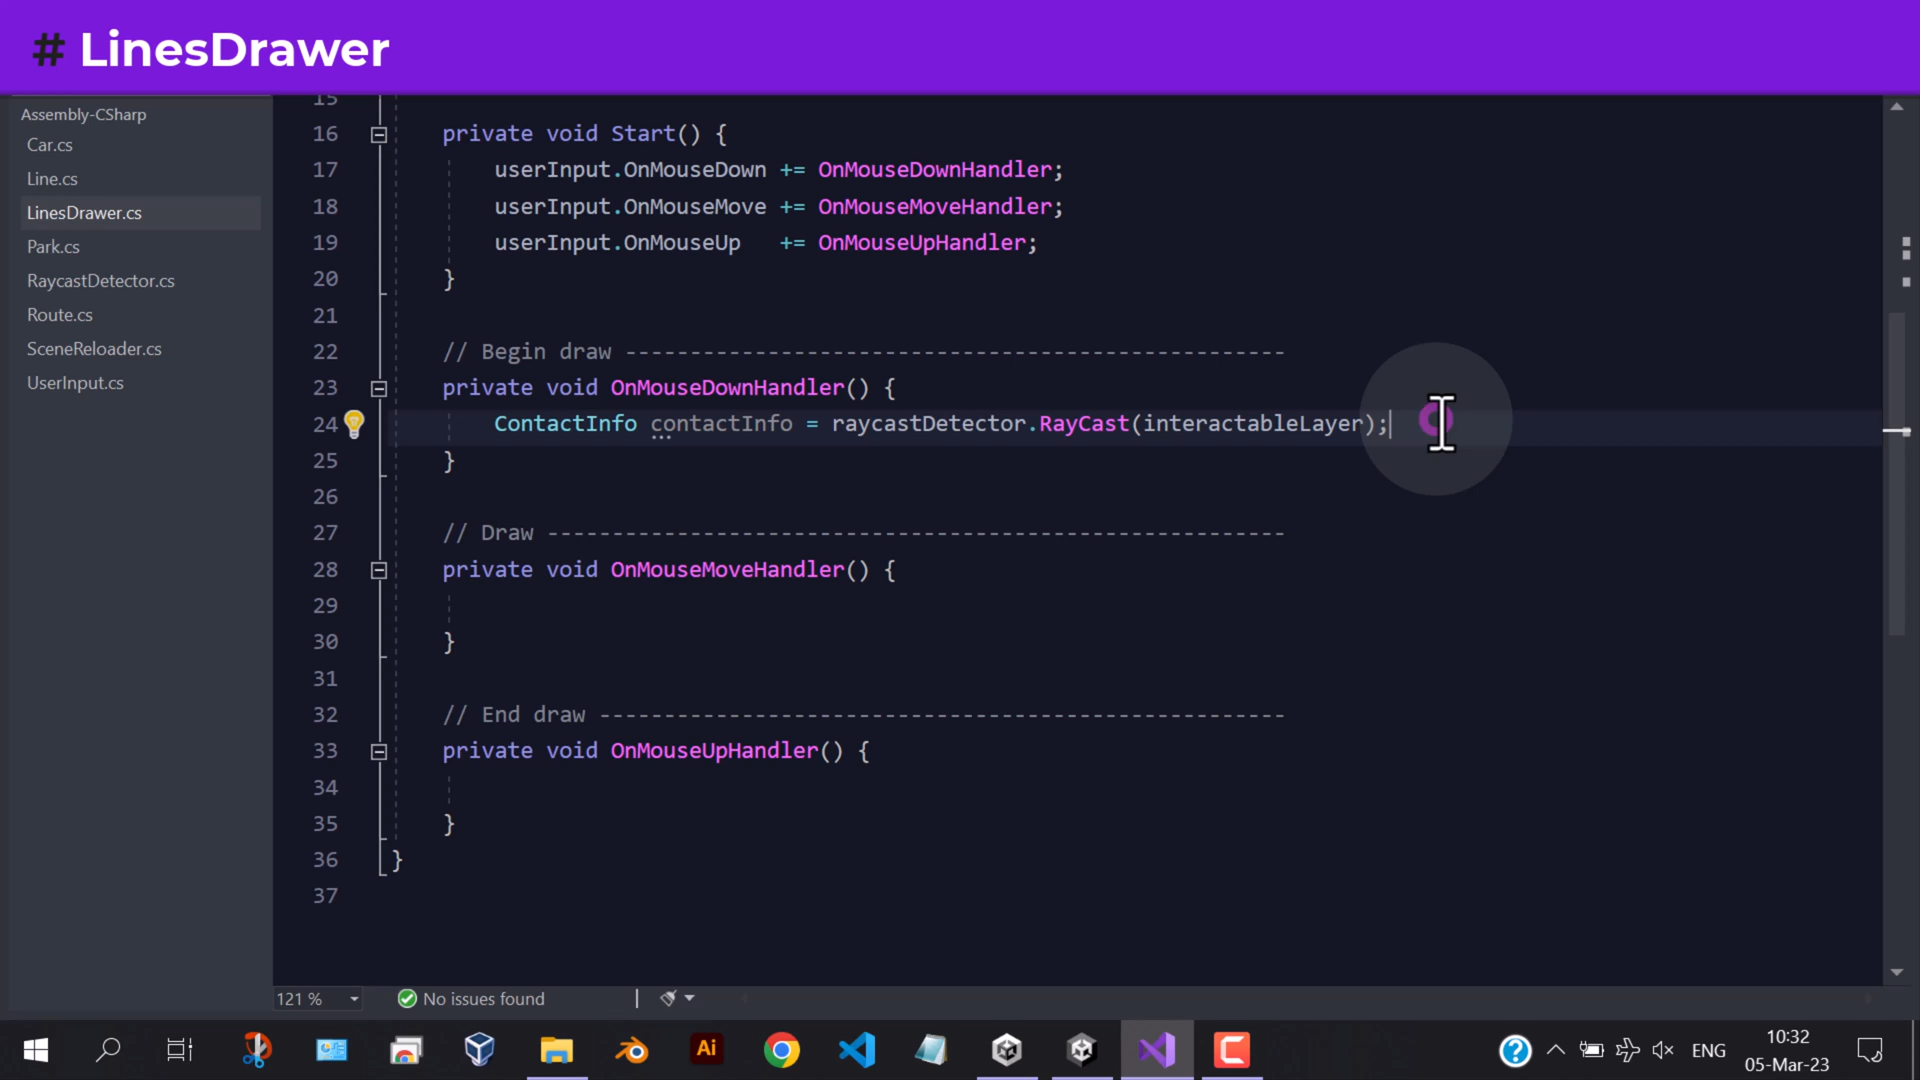 # LinesDrawer
Assembly-CSharp
Car.cs
Line.cs
LinesDrawer.cs
Park.cs
RaycastDetector.cs
Route.cs
SceneReloader.cs
UserInput.cs
15
16 private void Start() {
17 userInput.OnMouseDown += OnMouseDownHandler;
18 userInput.OnMouseMove += OnMouseMoveHandler;
19 userInput.OnMouseUp += OnMouseUpHandler;
20 }
21
22 // Begin draw ---------------------------------------------------
23 private void OnMouseDownHandler() {
24 ContactInfo contactInfo = raycastDetector.RayCast(interactableLayer);
25 }
26
27 // Draw ---------------------------------------------------------
28 private void OnMouseMoveHandler() {
29
30 }
31
32 // End draw -----------------------------------------------------
33 private void OnMouseUpHandler() {
34
35 }
36 }
37
121 % No issues found
Ai ENG 10:32
05-Mar-23